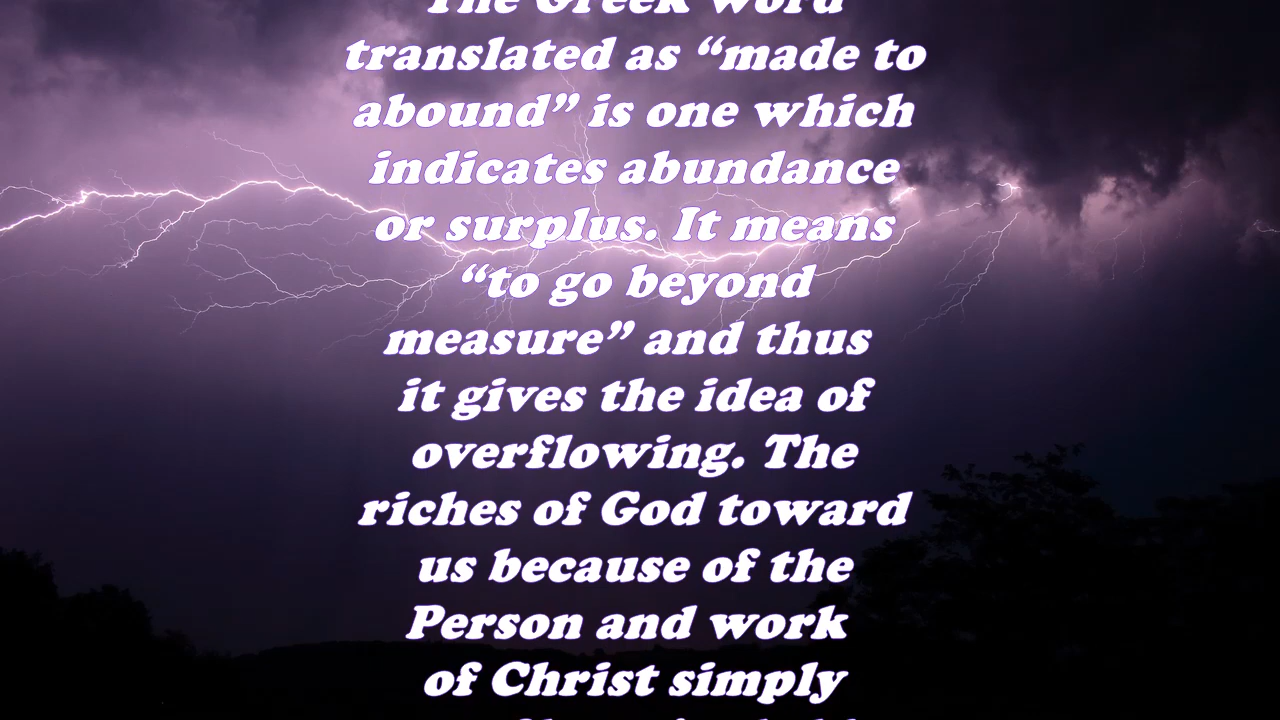 The Greek word
translated as “made to
abound” is one which
indicates abundance
or surplus. It means
“to go beyond
measure” and thus
it gives the idea of
overflowing. The
riches of God toward
us because of the
Person and work
of Christ simply